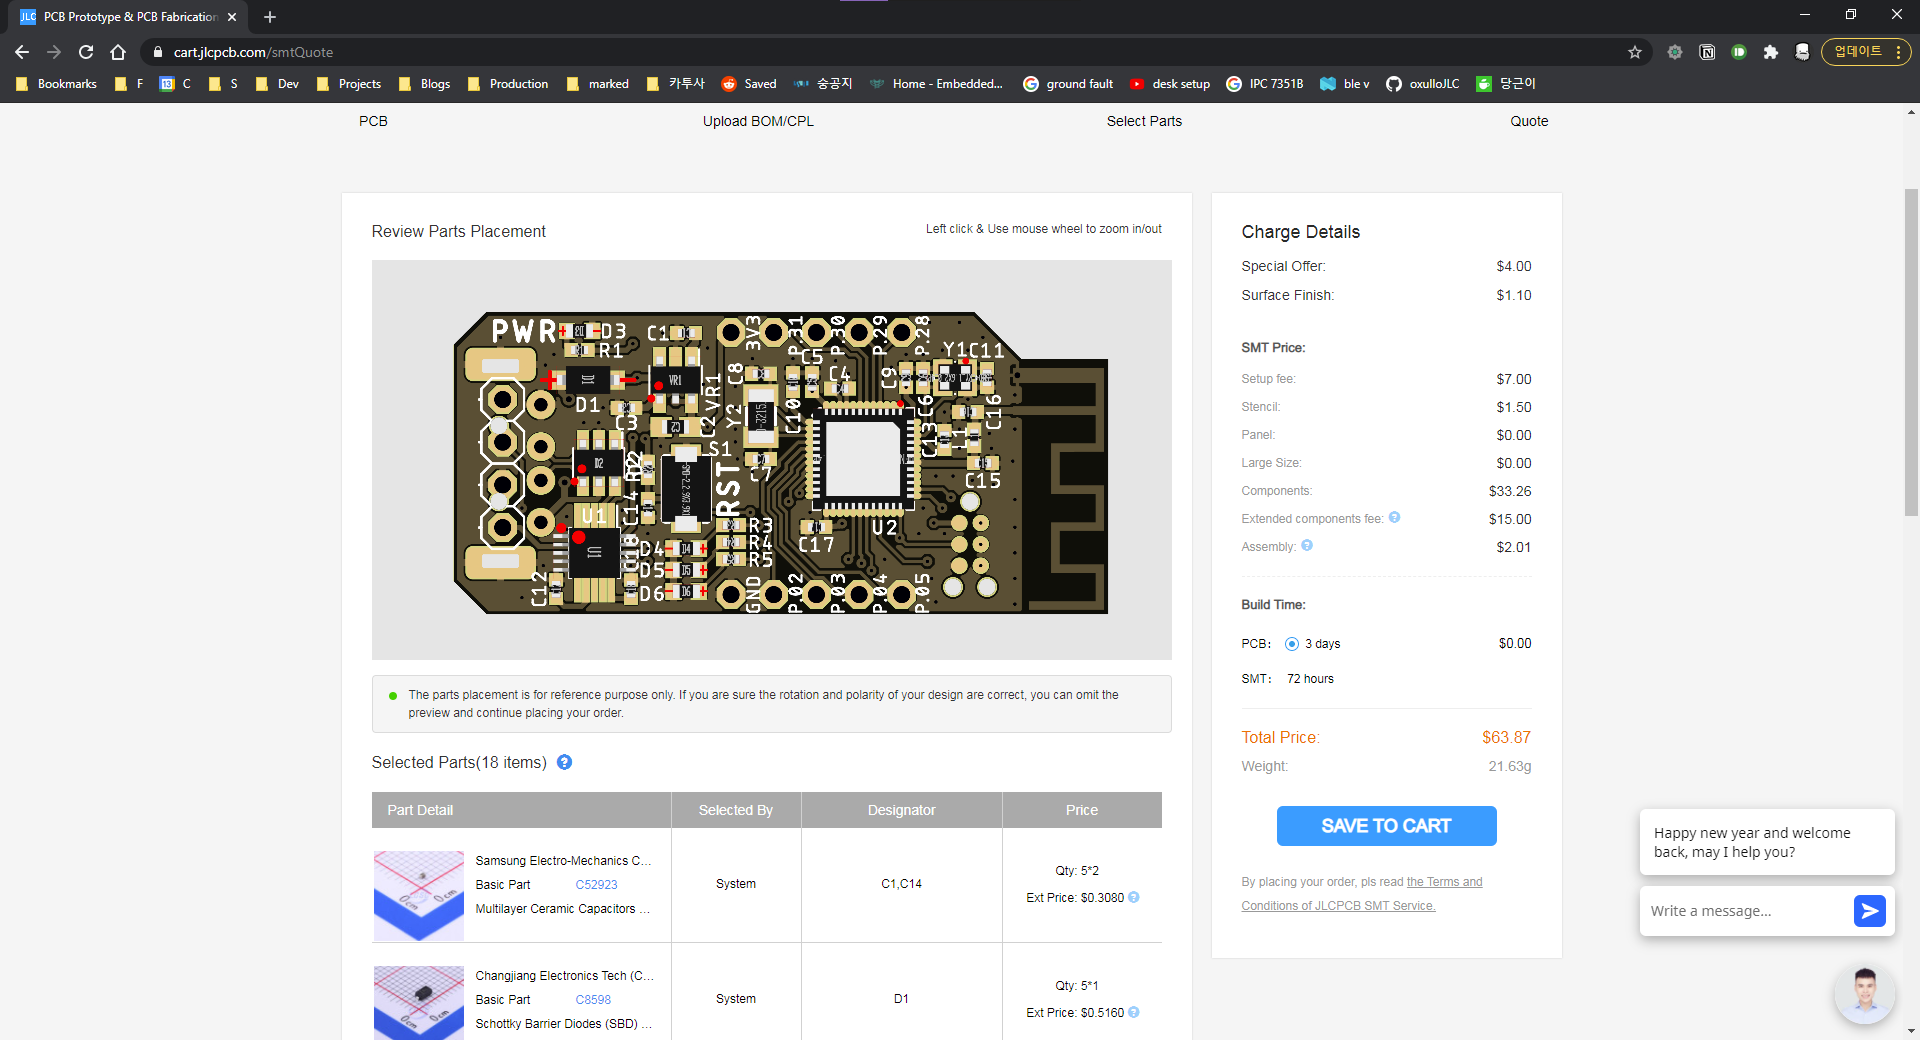 JLC PCB Prototype & PCB Fabrication
cart.jlcpcb.com/smtQuote
업데이트
Bookmarks F 13 C S Dev Projects Blogs Production marked 카투사 Saved 숭공지 Home - Embedded... ground fault desk setup IPC 7351B ble v oxulloJLC 당근이
PCB Upload BOM/CPL Select Parts Quote
Review Parts Placement
Left click & Use mouse wheel to zoom in/out
PWR
D3
R1
D1
C1
VR1
VR1
C3
C2
C8
Y2
S1
RST
C7
C10
C5
C4
C9
C6
Y1
C11
C16
C13
L1
C15
3V3
P.31
P.30
P.29
P.28
D2
R2
C14
U1
U1
C18
C12
D4
D5
D6
R3
R4
R5
C17
U2
GND
P.02
P.03
P.04
P.05
The parts placement is for reference purpose only. If you are sure the rotation and polarity of your design are correct, you can omit the
preview and continue placing your order.
Selected Parts(18 items) ?
Part Detail Selected By Designator Price
Samsung Electro-Mechanics C...
Basic Part C52923
Multilayer Ceramic Capacitors ...
System
C1,C14
Qty: 5*2
Ext Price: $0.3080 ?
Changjiang Electronics Tech (C...
Basic Part C8598
Schottky Barrier Diodes (SBD) ...
System
D1
Qty: 5*1
Ext Price: $0.5160 ?
Charge Details
Special Offer: $4.00
Surface Finish: $1.10
SMT Price:
Setup fee: $7.00
Stencil: $1.50
Panel: $0.00
Large Size: $0.00
Components: $33.26
Extended components fee: ? $15.00
Assembly: ? $2.01
Build Time:
PCB: 3 days $0.00
SMT: 72 hours
Total Price: $63.87
Weight: 21.63g
SAVE TO CART
By placing your order, pls read the Terms and
Conditions of JLCPCB SMT Service.
Happy new year and welcome
back, may I help you?
Write a message...